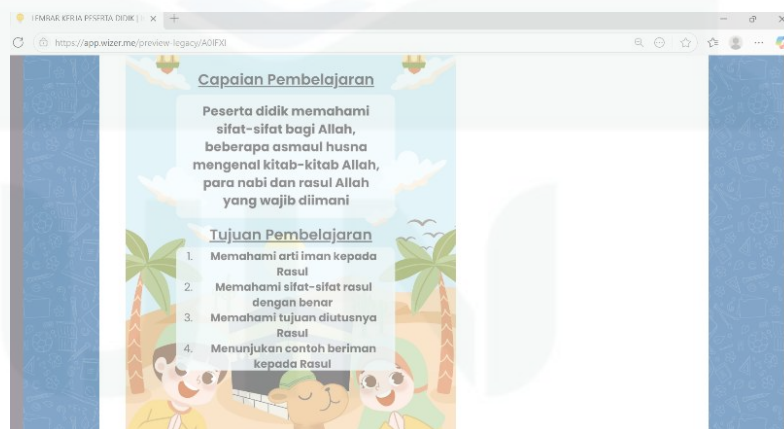 LEMBAR KERJA PESERTA DIDIK |
https://app.wizer.me/preview-legacy/A0IFXI
Capaian Pembelajaran
Peserta didik memahami
sifat-sifat bagi Allah,
beberapa asmaul husna
mengenal kitab-kitab Allah,
para nabi dan rasul Allah
yang wajib diimani
Tujuan Pembelajaran
1. Memahami arti iman kepada
Rasul
2. Memahami sifat-sifat rasul
dengan benar
3. Memahami tujuan diutusnya
Rasul
4. Menunjukan contoh beriman
kepada Rasul